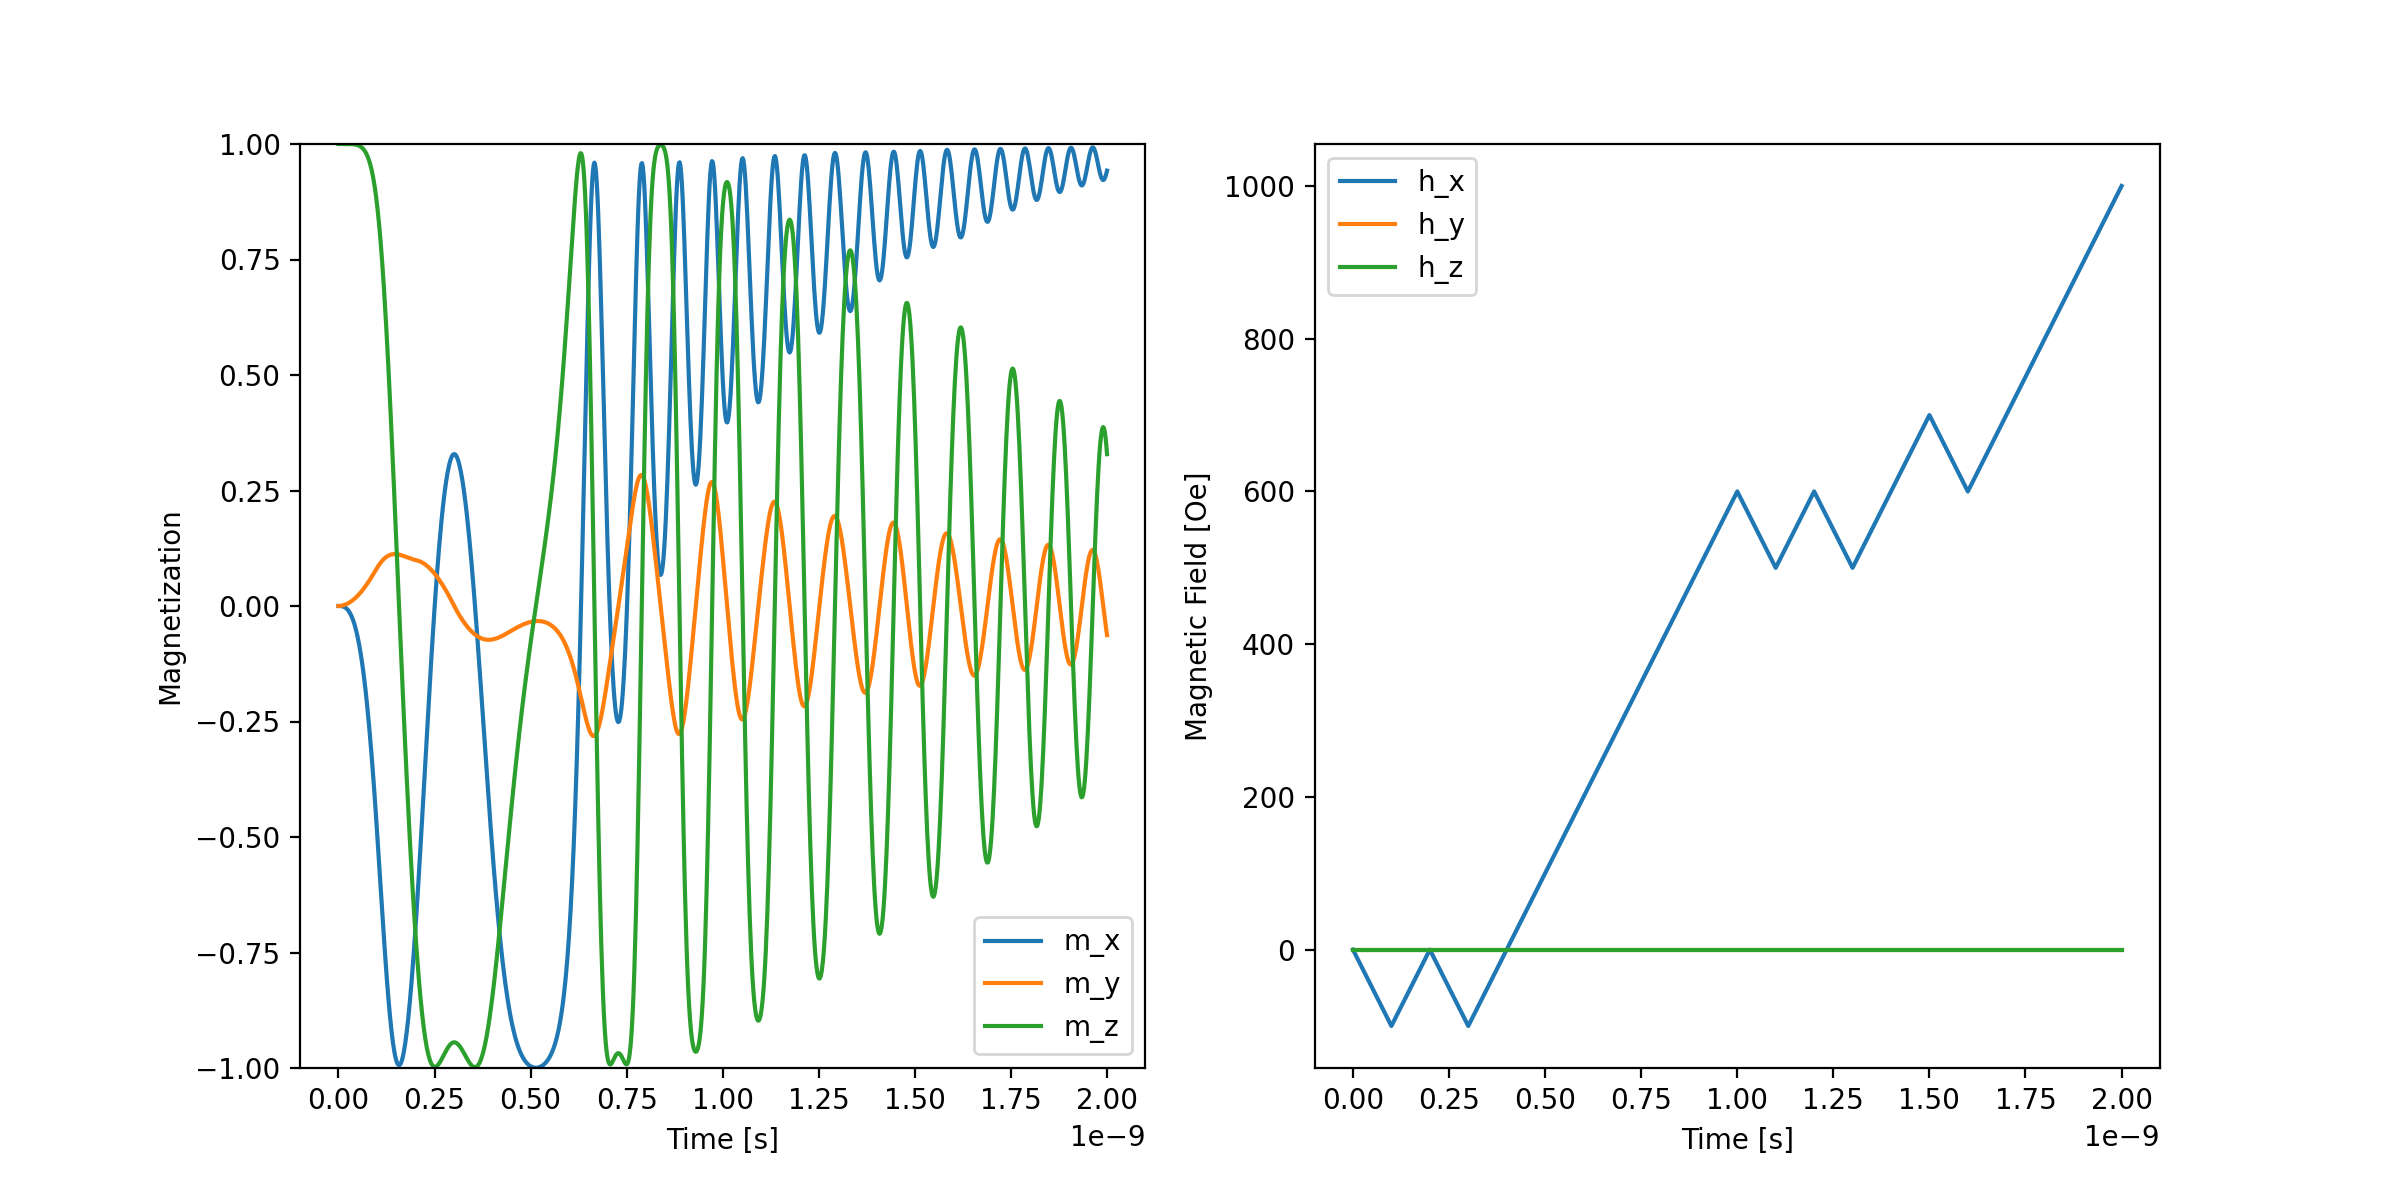 1.00
0.75
0.50
0.25
0.00
−0.25
−0.50
−0.75
−1.00
Magnetization
m_x
m_y
m_z
0.00 0.25 0.50 0.75 1.00 1.25 1.50 1.75 2.00
Time [s]
1e−9
1000
800
600
400
200
0
Magnetic Field [Oe]
h_x
h_y
h_z
0.00 0.25 0.50 0.75 1.00 1.25 1.50 1.75 2.00
Time [s]
1e−9